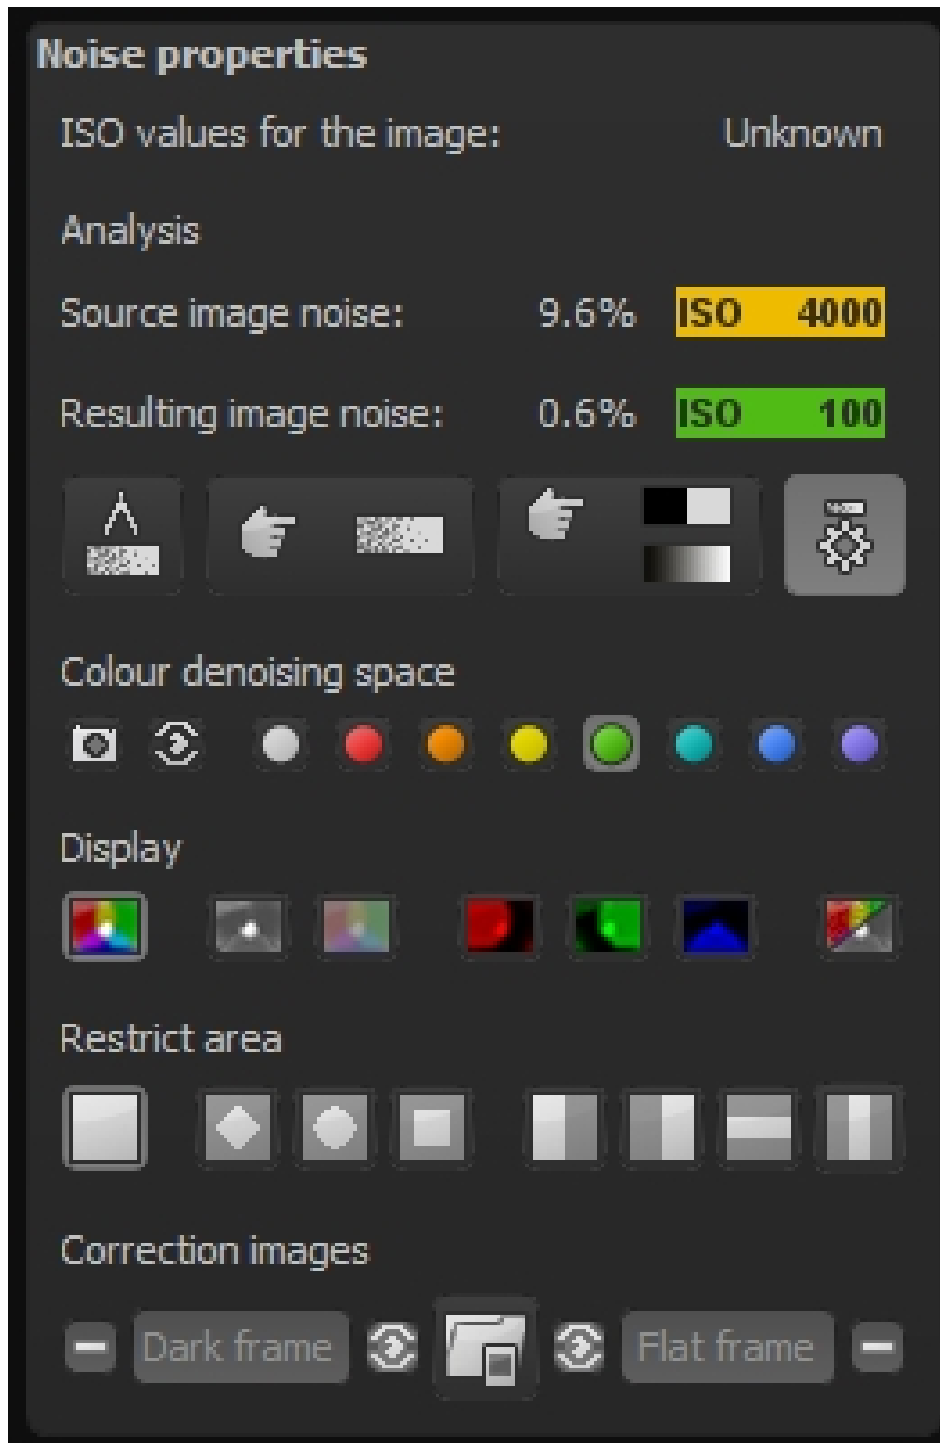 Noise properties
ISO values for the image: Unknown
Analysis
Source image noise: 9.6% ISO 4000
Resulting image noise: 0.6% ISO 100
Colour denoising space
Display
Restrict area
Correction images
Dark frame Flat frame